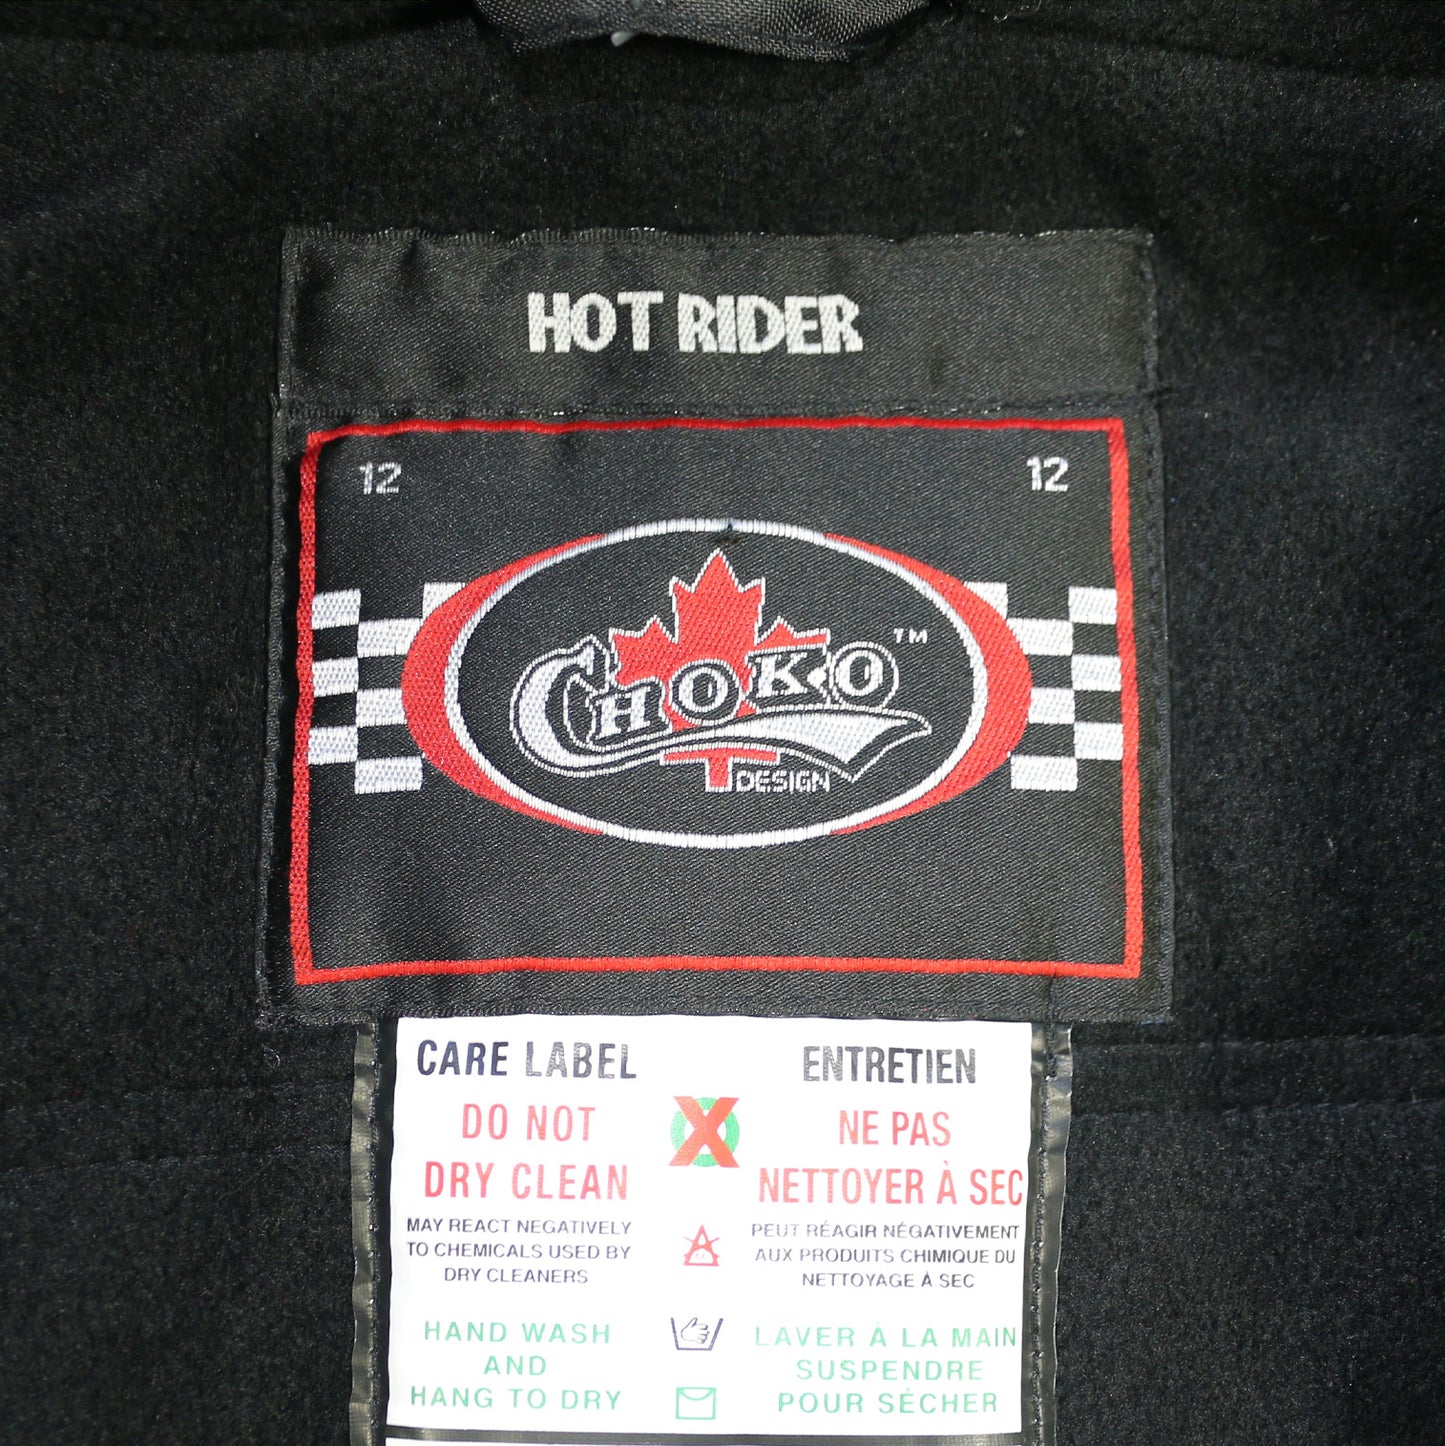 HOT RIDER
12 12
CHOKO™
DESIGN
CARE LABEL
DO NOT
DRY CLEAN
MAY REACT NEGATIVELY
TO CHEMICALS USED BY
DRY CLEANERS
HAND WASH
AND
HANG TO DRY
ENTRETIEN
NE PAS
NETTOYER À SEC
PEUT RÉAGIR NÉGATIVEMENT
AUX PRODUITS CHIMIQUE DU
NETTOYAGE À SEC
LAVER À LA MAIN
SUSPENDRE
POUR SÉCHER